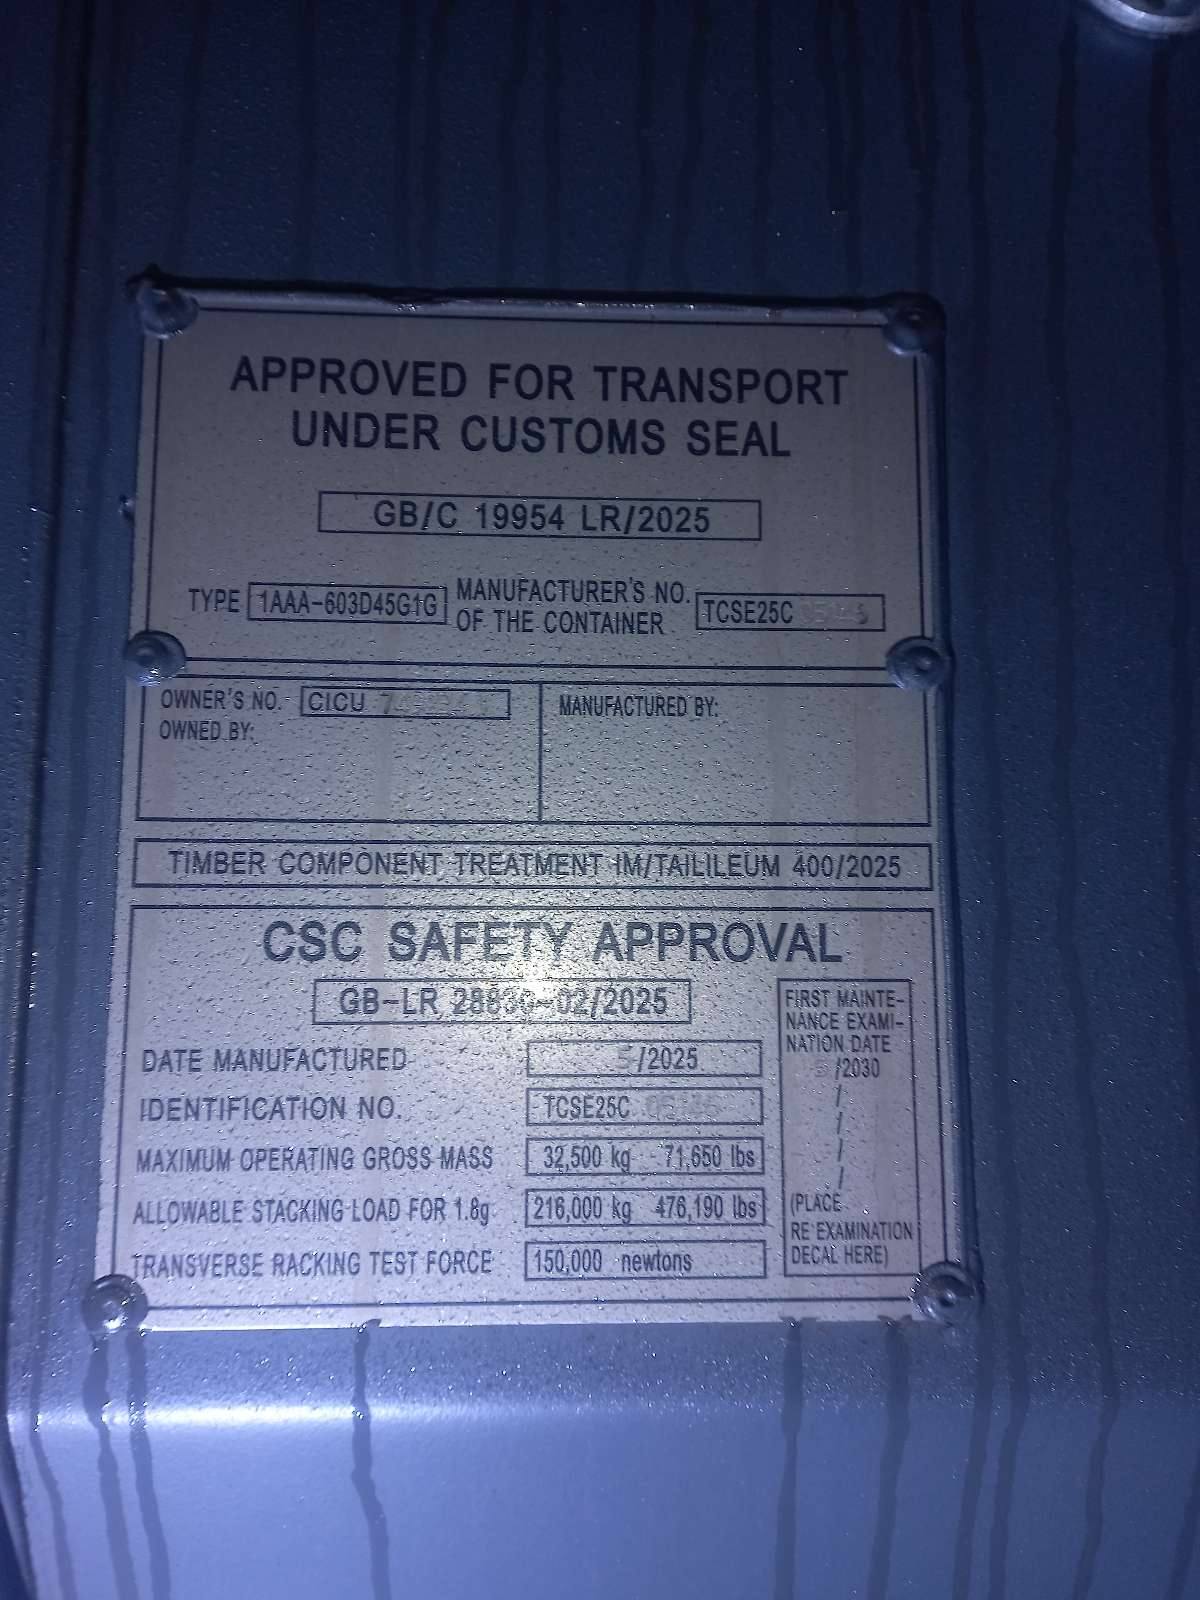 APPROVED FOR TRANSPORT
UNDER CUSTOMS SEAL
GB/C 19954 LR/2025
TYPE 1AAA-603D45G1G
MANUFACTURER'S NO.
OF THE CONTAINER
TCSE25C
OWNER'S NO. CICU
OWNED BY:
MANUFACTURED BY:
TIMBER COMPONENT TREATMENT IM/TAILILEUM 400/2025
CSC SAFETY APPROVAL
GB-LR
DATE MANUFACTURED 5/2025
IDENTIFICATION NO. TCSE25C
MAXIMUM OPERATING GROSS MASS 32,500 kg 71,650 lbs
ALLOWABLE STACKING LOAD FOR 1.8g 216,000 kg 476,190 lbs
TRANSVERSE RACKING TEST FORCE 150,000 newtons
FIRST MAINTE-
NANCE EXAMI-
NATION DATE
5/2030
/
/
/
/
(PLACE
RE EXAMINATION
DECAL HERE)